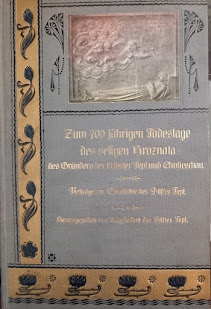 Zum 700 jährigen Todestage
des seligen Hroznata
des Gründers der Klöster Tepl und Chotieschau.
Beiträge zur Geschichte des Stiftes Tepl.
Herausgegeben von Mitgliedern des Stiftes Tepl.